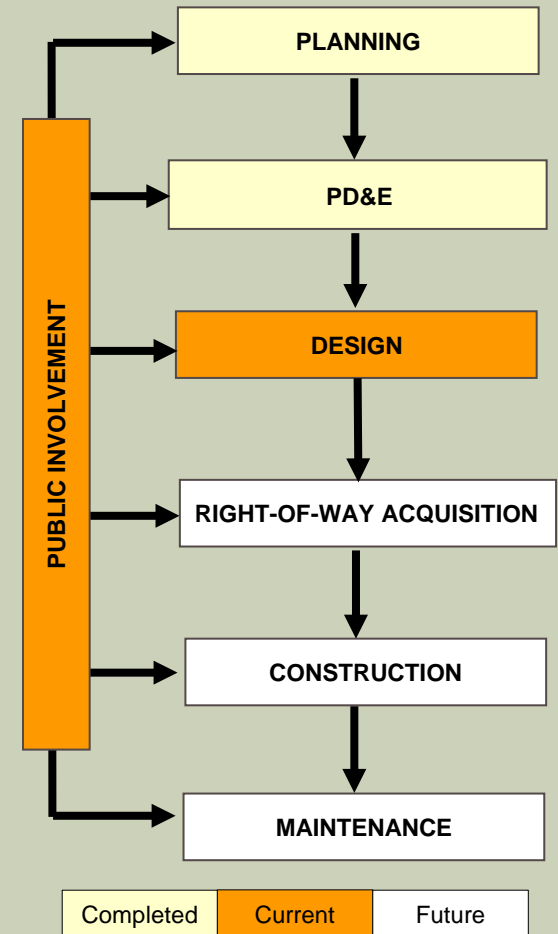 PLANNING
PD&E
PUBLIC INVOLVEMENT
DESIGN
RIGHT-OF-WAY ACQUISITION
CONSTRUCTION
MAINTENANCE
Completed Current Future